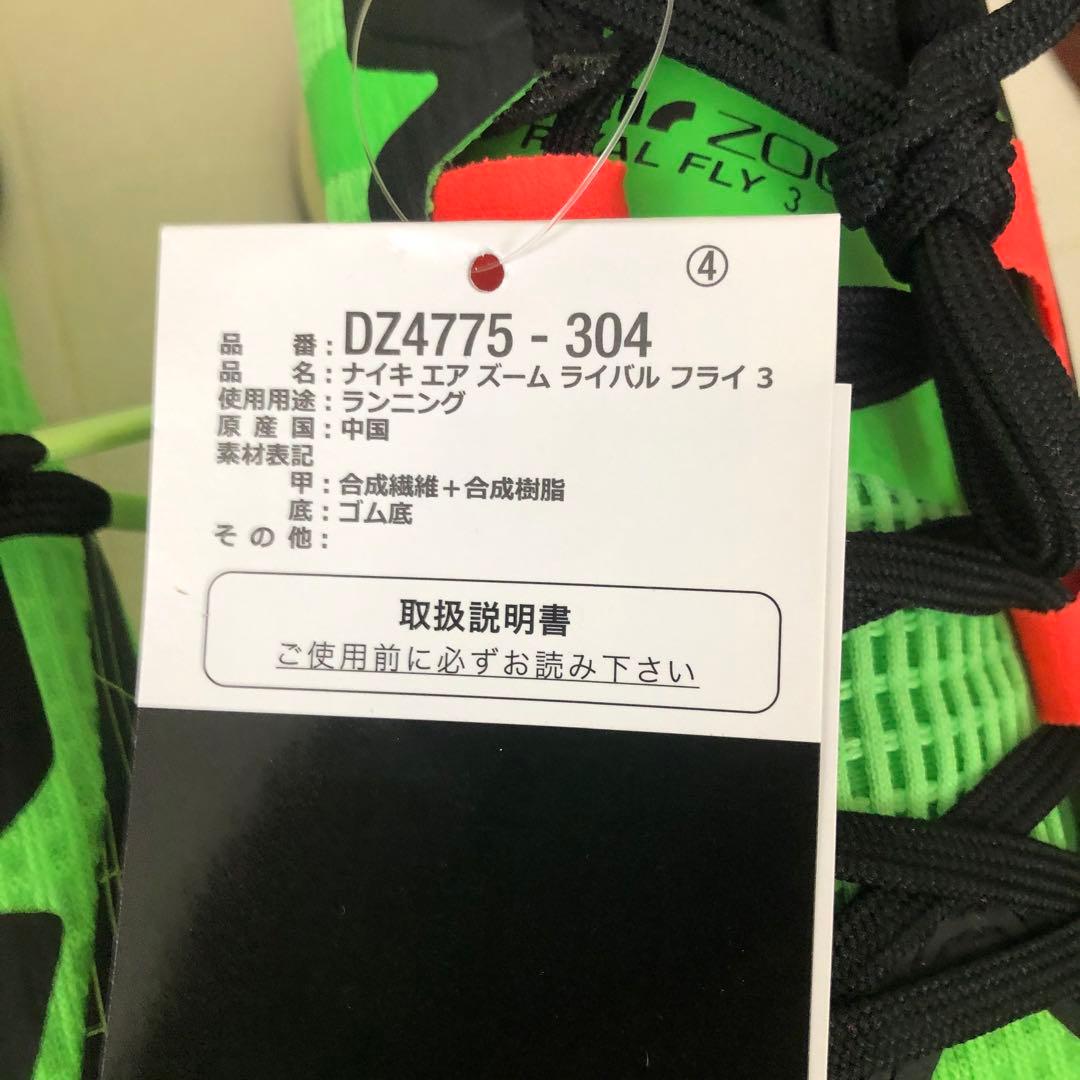 ZOO
FLY 3
④
品 番：DZ4775 - 304
品 名：ナイキ エア ズーム ライバル フライ 3
使用用途：ランニング
原 産 国：中国
素材表記
甲：合成繊維＋合成樹脂
底：ゴム底
そ の 他：
取扱説明書
ご使用前に必ずお読み下さい